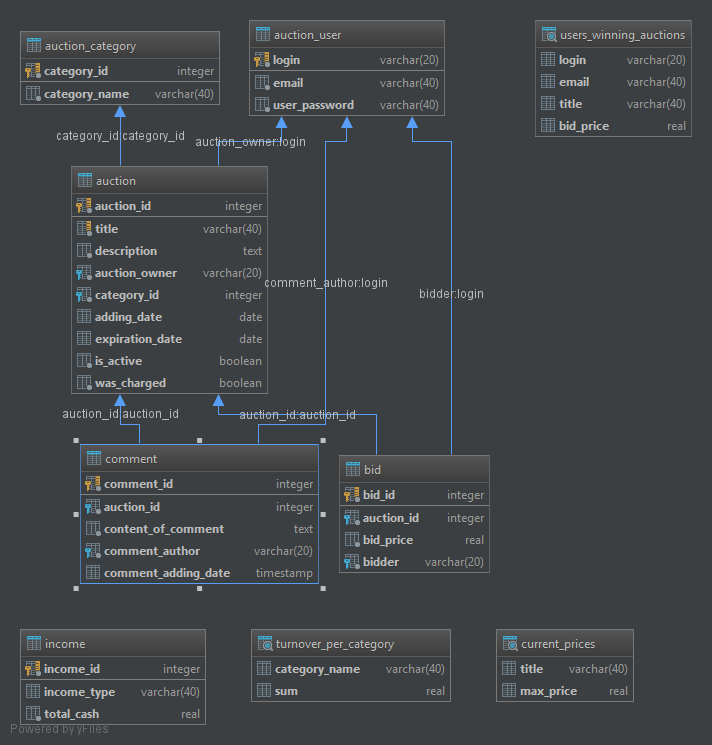 auction_category
category_id integer
category_name varchar(40)
auction_user
login varchar(20)
email varchar(40)
user_password varchar(40)
users_winning_auctions
login varchar(20)
email varchar(40)
title varchar(40)
bid_price real
category_id:category_id
auction_owner:login
auction
auction_id integer
title varchar(40)
description text
auction_owner varchar(20)
category_id integer
adding_date date
expiration_date date
is_active boolean
was_charged boolean
comment_author:login
bidder:login
auction_id:auction_id
auction_id:auction_id
comment
comment_id integer
auction_id integer
content_of_comment text
comment_author varchar(20)
comment_adding_date timestamp
bid
bid_id integer
auction_id integer
bid_price real
bidder varchar(20)
income
income_id integer
income_type varchar(40)
total_cash real
turnover_per_category
category_name varchar(40)
sum real
current_prices
title varchar(40)
max_price real
Powered by yFiles